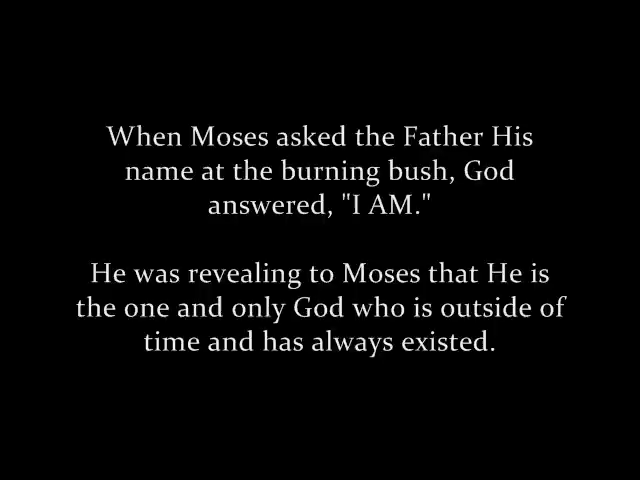 When Moses asked the Father His
name at the burning bush, God
answered, "I AM."
He was revealing to Moses that He is
the one and only God who is outside of
time and has always existed.